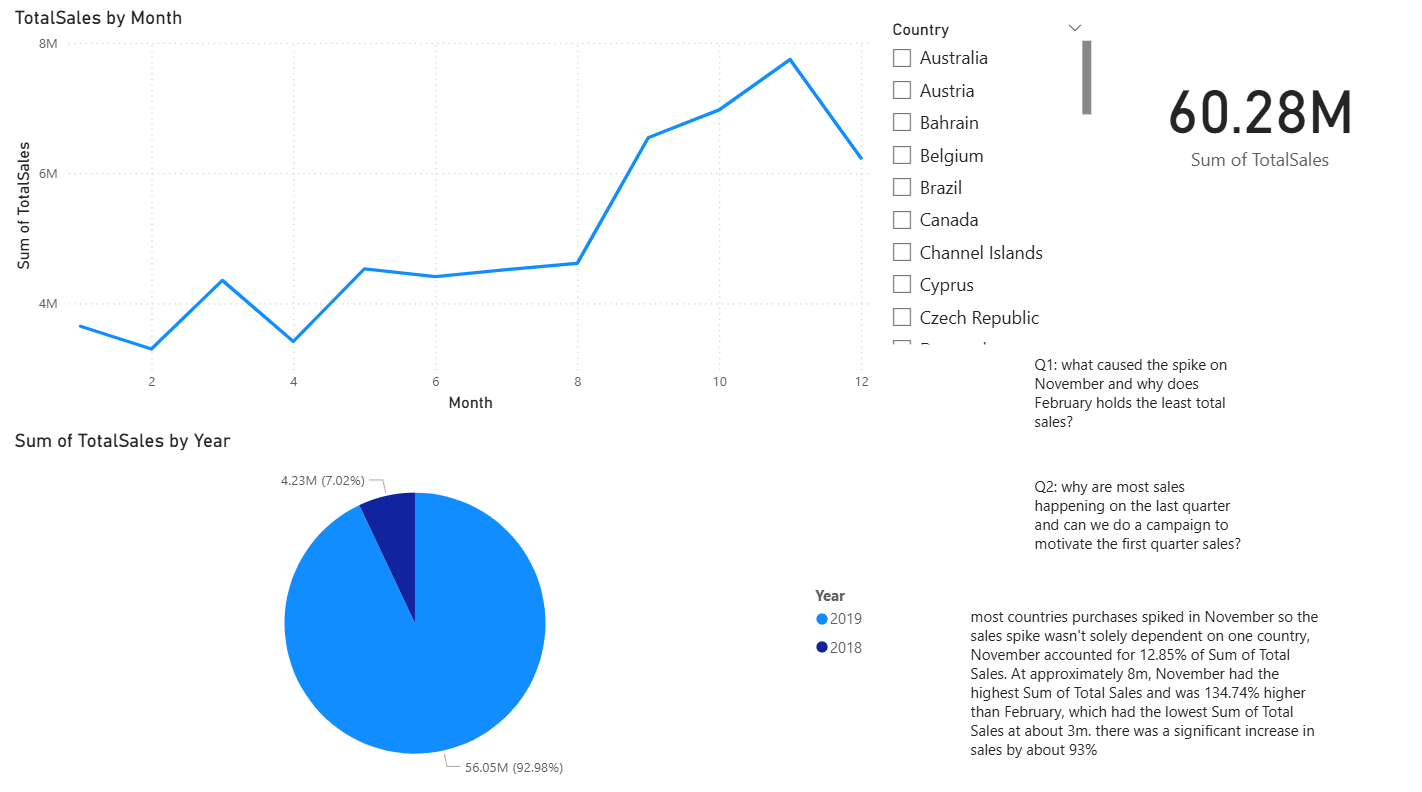 TotalSales by Month
8M
6M
4M
Sum of TotalSales
2 4 6 8 10 12
Month
Country
Australia
Austria
Bahrain
Belgium
Brazil
Canada
Channel Islands
Cyprus
Czech Republic
60.28M
Sum of TotalSales
Q1: what caused the spike on
November and why does
February holds the least total
sales?
Sum of TotalSales by Year
4.23M (7.02%)
56.05M (92.98%)
Year
2019
2018
Q2: why are most sales
happening on the last quarter
and can we do a campaign to
motivate the first quarter sales?
most countries purchases spiked in November so the
sales spike wasn't solely dependent on one country,
November accounted for 12.85% of Sum of Total
Sales. At approximately 8m, November had the
highest Sum of Total Sales and was 134.74% higher
than February, which had the lowest Sum of Total
Sales at about 3m. there was a significant increase in
sales by about 93%